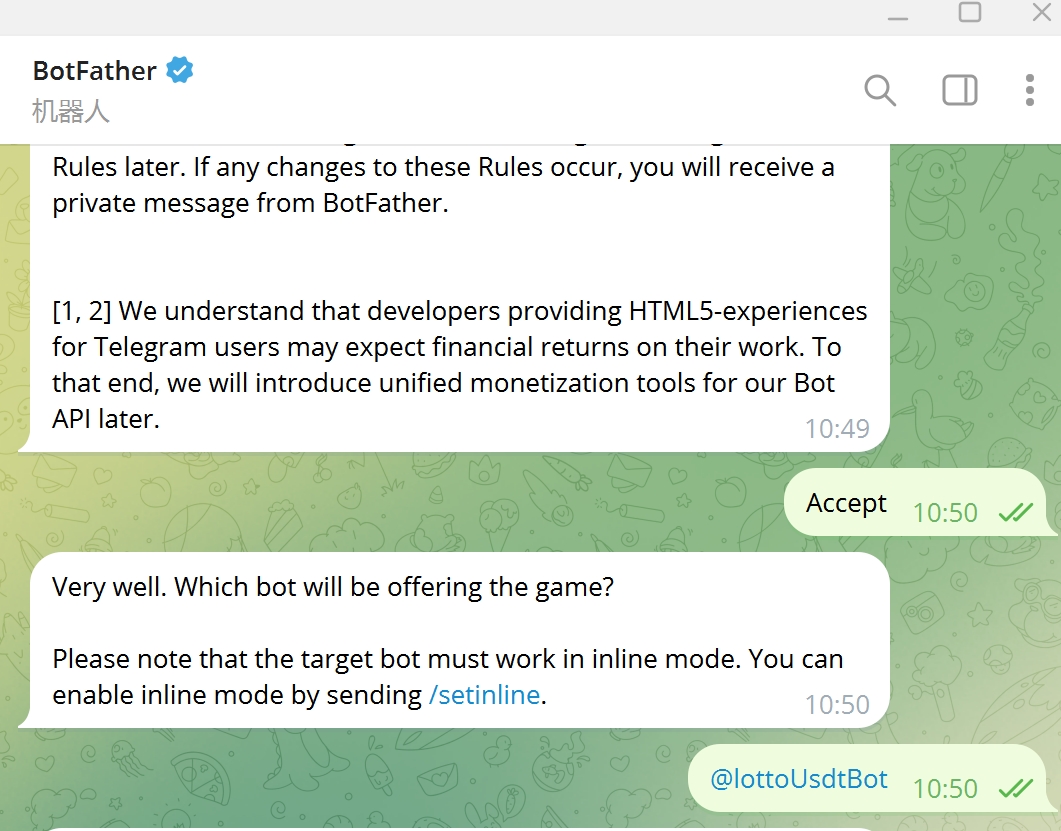 BotFather
机器人
Rules later. If any changes to these Rules occur, you will receive a
private message from BotFather.
[1, 2] We understand that developers providing HTML5-experiences
for Telegram users may expect financial returns on their work. To
that end, we will introduce unified monetization tools for our Bot
API later.
10:49
Accept
10:50
Very well. Which bot will be offering the game?
Please note that the target bot must work in inline mode. You can
enable inline mode by sending /setinline.
10:50
@lottoUsdtBot
10:50